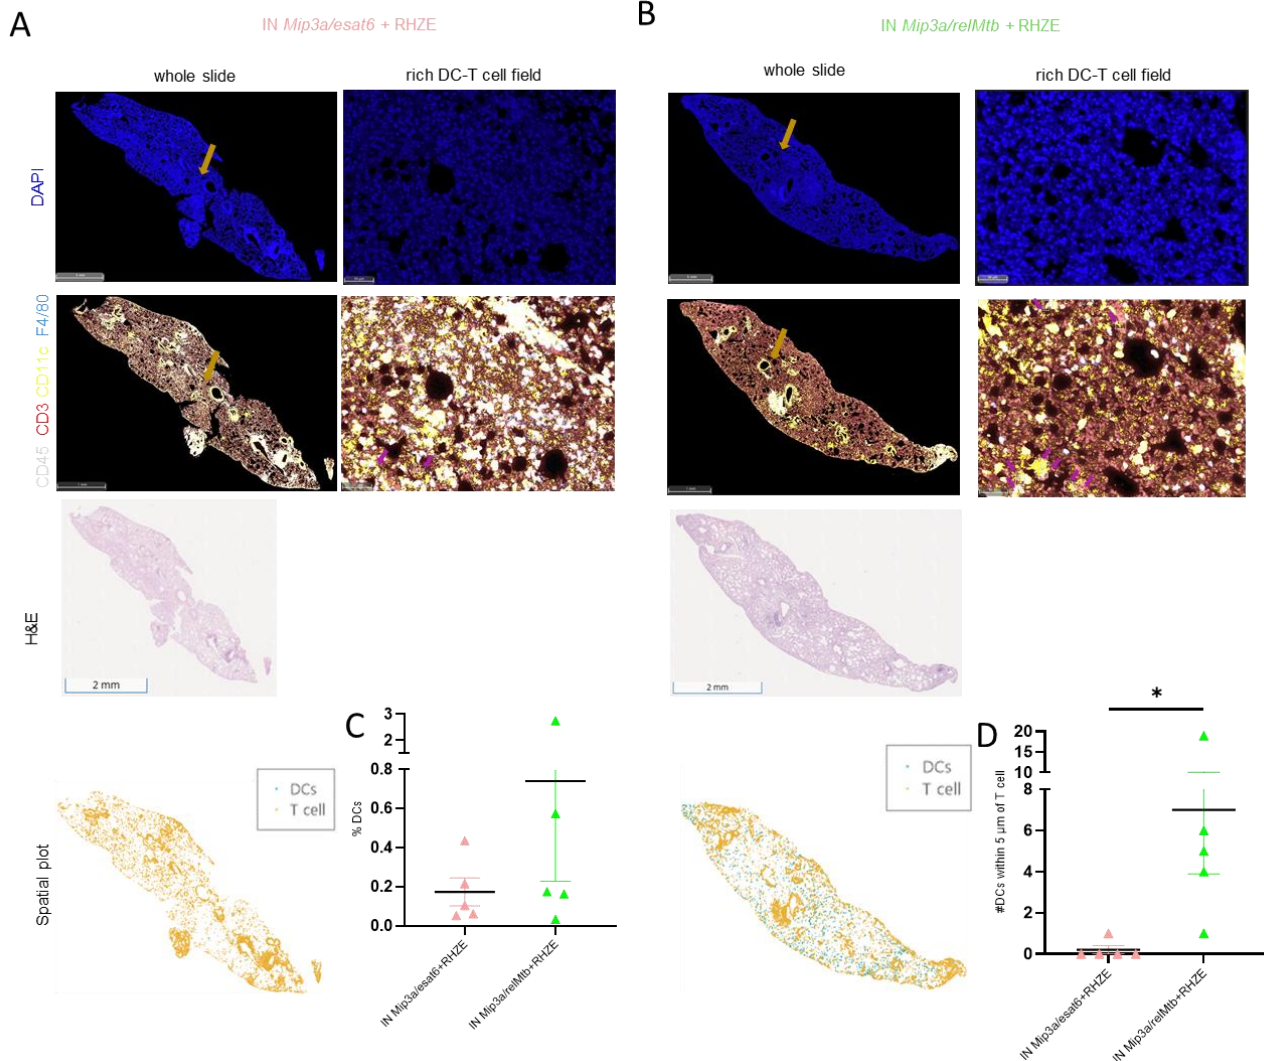 A
IN Mip3a/esat6 + RHZE
whole slide
rich DC-T cell field
DAPI
CD45 CD3 CD11c F4/80
H&E
2 mm
Spatial plot
DCs
T cell
B
IN Mip3a/relMtb + RHZE
whole slide
rich DC-T cell field
2 mm
DCs
T cell
C
% DCs
3
2
0.8
0.6
0.4
0.2
0.0
IN Mip3a/esat6+RHZE
IN Mip3a/relMtb+RHZE
D
*
#DCs within 5 µm of T cell
20
15
10
8
6
4
2
0
IN Mip3a/esat6+RHZE
IN Mip3a/relMtb+RHZE